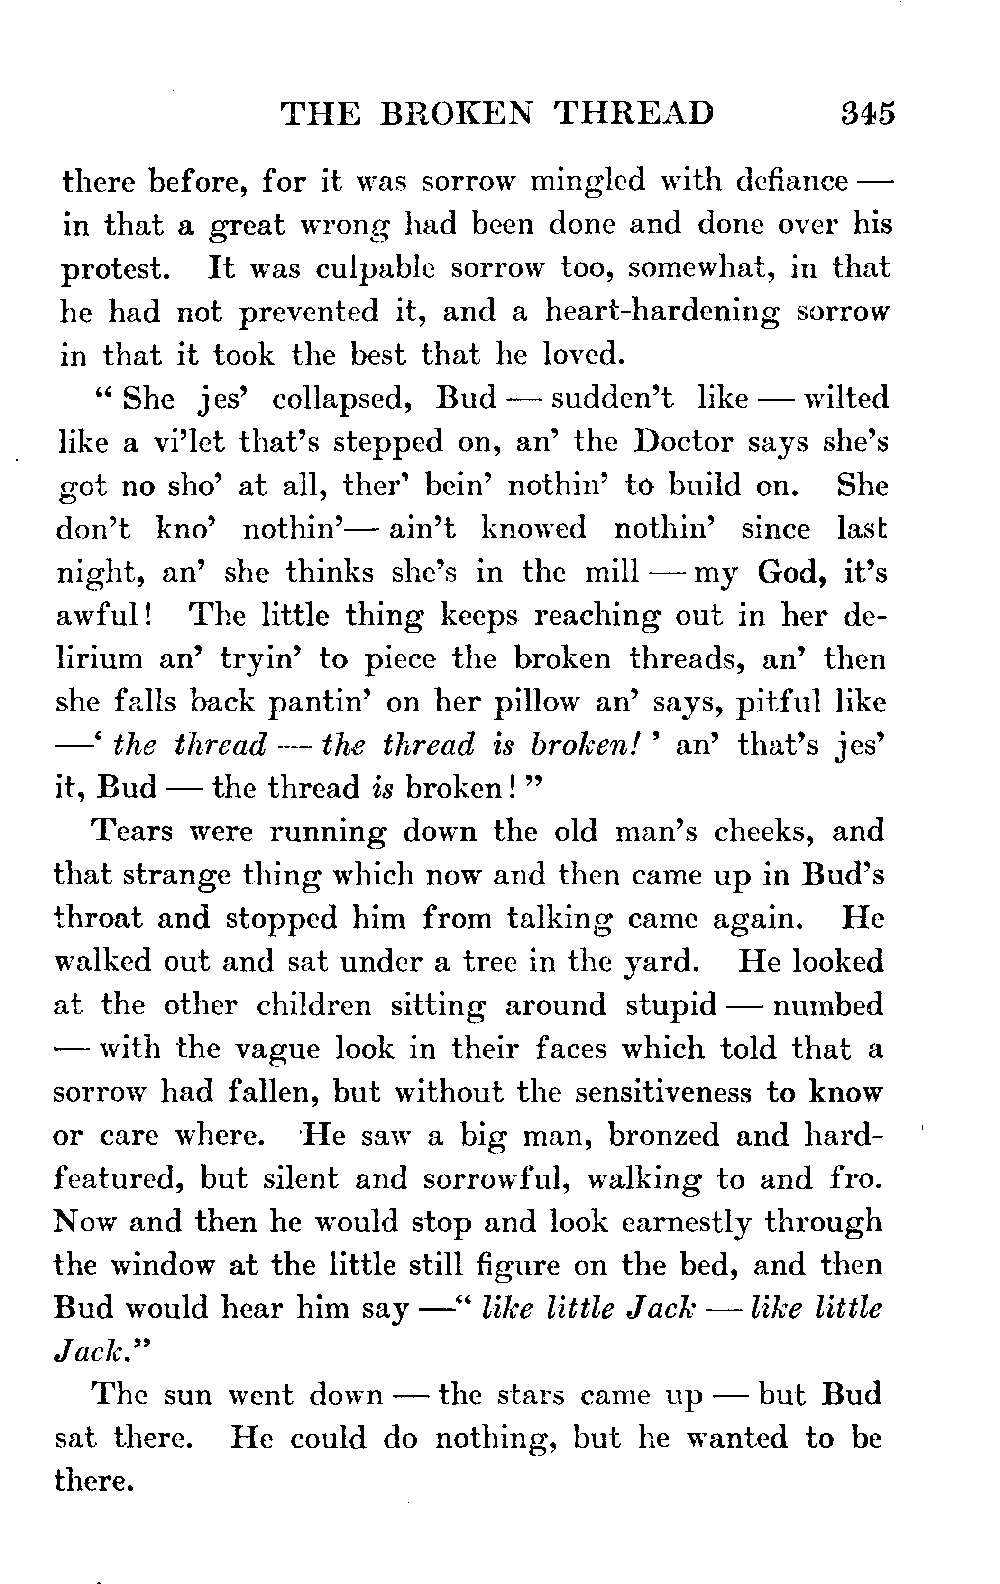 THE BROKEN THREAD 345
there before, for it was sorrow mingled with defiance —
in that a great wrong had been done and done over his
protest. It was culpable sorrow too, somewhat, in that
he had not prevented it, and a heart-hardening sorrow
in that it took the best that he loved.
“ She jes’ collapsed, Bud — sudden’t like — wilted
like a vi’let that’s stepped on, an’ the Doctor says she’s
got no sho’ at all, ther’ bein’ nothin’ to build on. She
don’t kno’ nothin’— ain’t knowed nothin’ since last
night, an’ she thinks she’s in the mill — my God, it’s
awful! The little thing keeps reaching out in her de-
lirium an’ tryin’ to piece the broken threads, an’ then
she falls back pantin’ on her pillow an’ says, pitful like
—‘ the thread — the thread is broken! ’ an’ that’s jes’
it, Bud — the thread is broken! ”
Tears were running down the old man’s cheeks, and
that strange thing which now and then came up in Bud’s
throat and stopped him from talking came again. He
walked out and sat under a tree in the yard. He looked
at the other children sitting around stupid — numbed
— with the vague look in their faces which told that a
sorrow had fallen, but without the sensitiveness to know
or care where. He saw a big man, bronzed and hard-
featured, but silent and sorrowful, walking to and fro.
Now and then he would stop and look earnestly through
the window at the little still figure on the bed, and then
Bud would hear him say —“ like little Jack — like little
Jack.”
The sun went down — the stars came up — but Bud
sat there. He could do nothing, but he wanted to be
there.